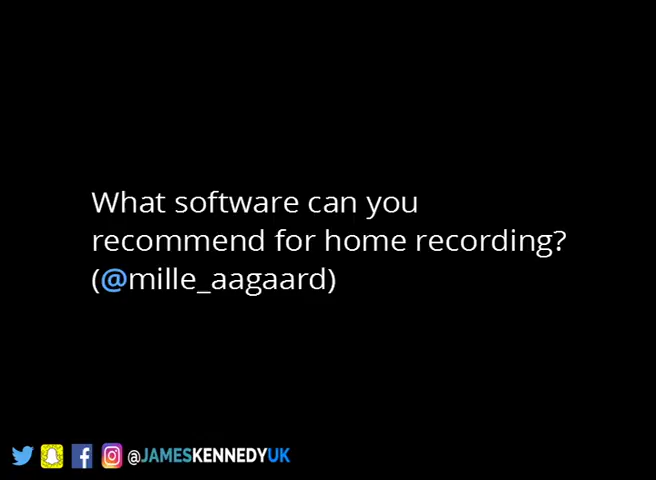 What software can you
recommend for home recording?
(@mille_aagaard)
@JAMESKENNEDYUK